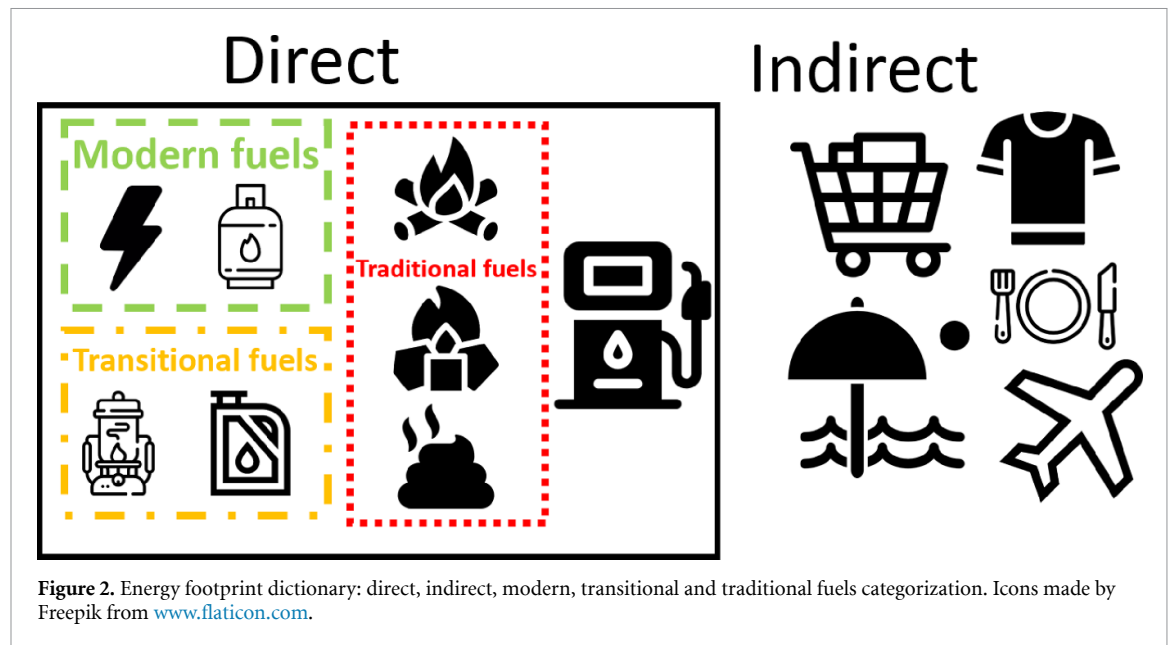 Direct
Indirect
Modern fuels
Traditional fuels
Transitional fuels
Figure 2. Energy footprint dictionary: direct, indirect, modern, transitional and traditional fuels categorization. Icons made by
Freepik from www.flaticon.com.